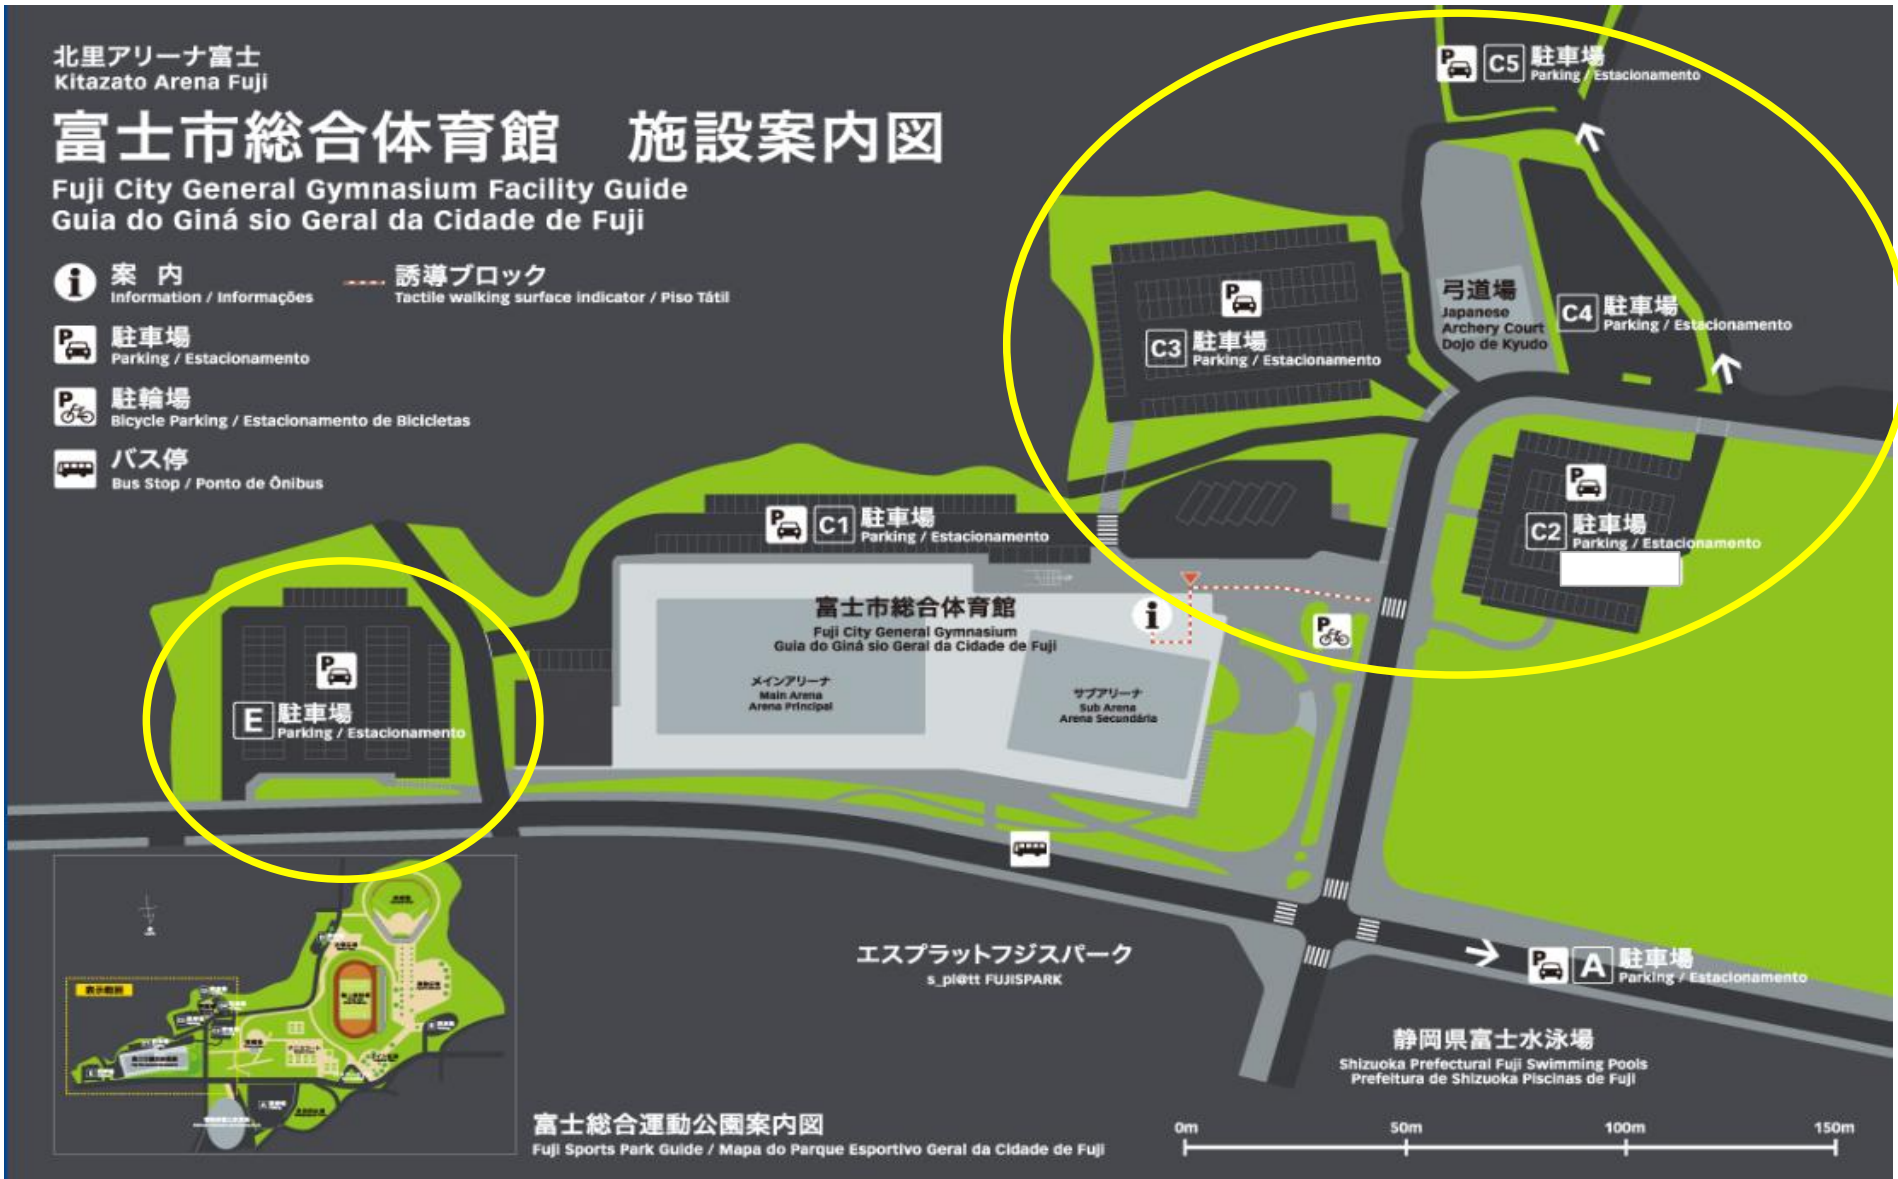 北里アリーナ富士
Kitazato Arena Fuji
富士市総合体育館 施設案内図
Fuji City General Gymnasium Facility Guide
Guia do Giná sio Geral da Cidade de Fuji
案 内
Information / Informações
誘導ブロック
Tactile walking surface indicator / Piso Tátil
P
駐車場
Parking / Estacionamento
P
駐輪場
Bicycle Parking / Estacionamento de Bicicletas
バス停
Bus Stop / Ponto de Ônibus
P C5 駐車場
Parking / Estacionamento
P
C3 駐車場
Parking / Estacionamento
弓道場
Japanese
Archery Court
Dojo de Kyudo
C4 駐車場
Parking / Estacionamento
P
C2 駐車場
Parking / Estacionamento
P C1 駐車場
Parking / Estacionamento
富士市総合体育館
Fuji City General Gymnasium
Guia do Giná sio Geral da Cidade de Fuji
i
P
メインアリーナ
Main Arena
Arena Principal
サブアリーナ
Sub Arena
Arena Secundária
P
E 駐車場
Parking / Estacionamento
エスプラットフジスパーク
s_pl@tt FUJISPARK
P A 駐車場
Parking / Estacionamento
静岡県富士水泳場
Shizuoka Prefectural Fuji Swimming Pools
Prefeitura de Shizuoka Piscinas de Fuji
表示範囲
富士総合運動公園案内図
Fuji Sports Park Guide / Mapa do Parque Esportivo Geral da Cidade de Fuji
0m 50m 100m 150m